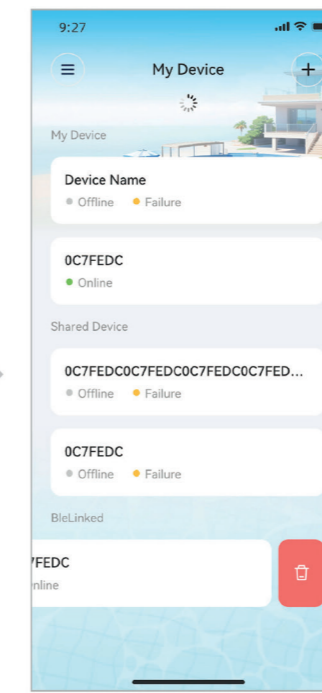 9:27
My Device
My Device
Device Name
Offline Failure
0C7FEDC
Online
Shared Device
0C7FEDC0C7FEDC0C7FEDC0C7FED...
Offline Failure
0C7FEDC
Offline Failure
BleLinked
FEDC
nline